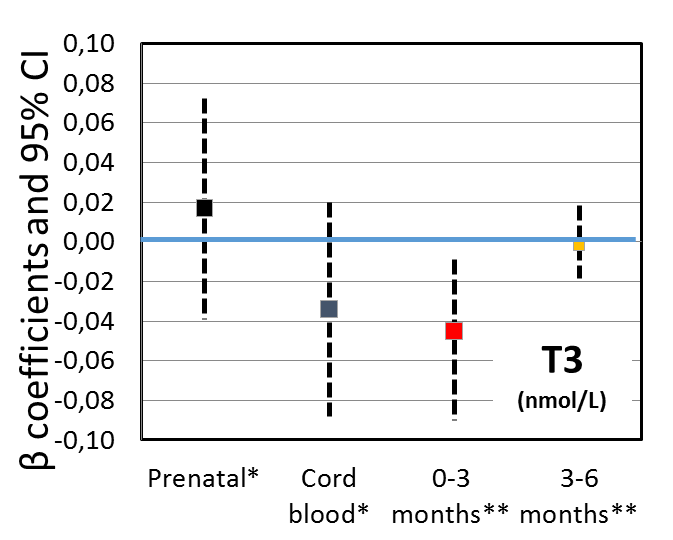 β coefficients and 95% CI
0,10
0,08
0,06
0,04
0,02
0,00
-0,02
-0,04
-0,06
-0,08
-0,10
T3
(nmol/L)
Prenatal* Cord 0-3 3-6
blood* months** months**